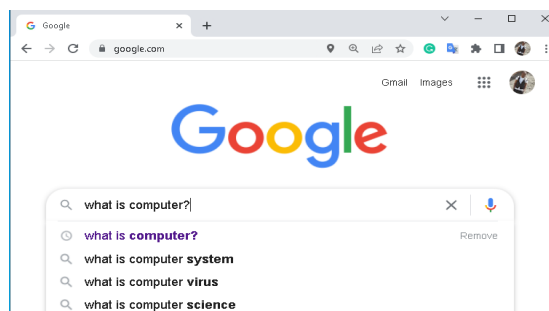 Google
google.com
Gmail Images
Google
what is computer?
what is computer? Remove
what is computer system
what is computer virus
what is computer science